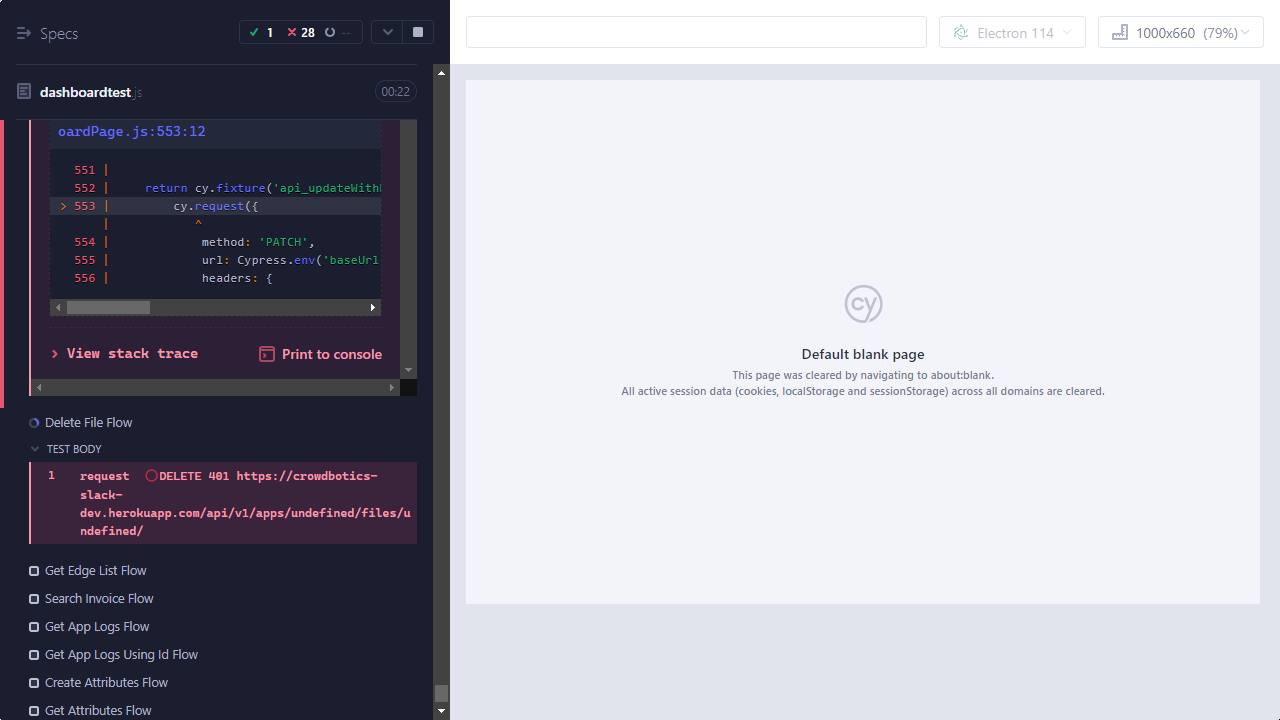 Specs
1
28
--
Electron 114
1000x660 (79%)
dashboardtest.js
00:22
oardPage.js:553:12
551 |
552 | return cy.fixture('api_updateWith
> 553 | cy.request({
| ^
554 | method: 'PATCH',
555 | url: Cypress.env('baseUrl
556 | headers: {
View stack trace
Print to console
Delete File Flow
TEST BODY
1 request DELETE 401 https://crowdbotics-
slack-
dev.herokuapp.com/api/v1/apps/undefined/files/u
ndefined/
Get Edge List Flow
Search Invoice Flow
Get App Logs Flow
Get App Logs Using Id Flow
Create Attributes Flow
Get Attributes Flow
cy
Default blank page
This page was cleared by navigating to about:blank.
All active session data (cookies, localStorage and sessionStorage) across all domains are cleared.